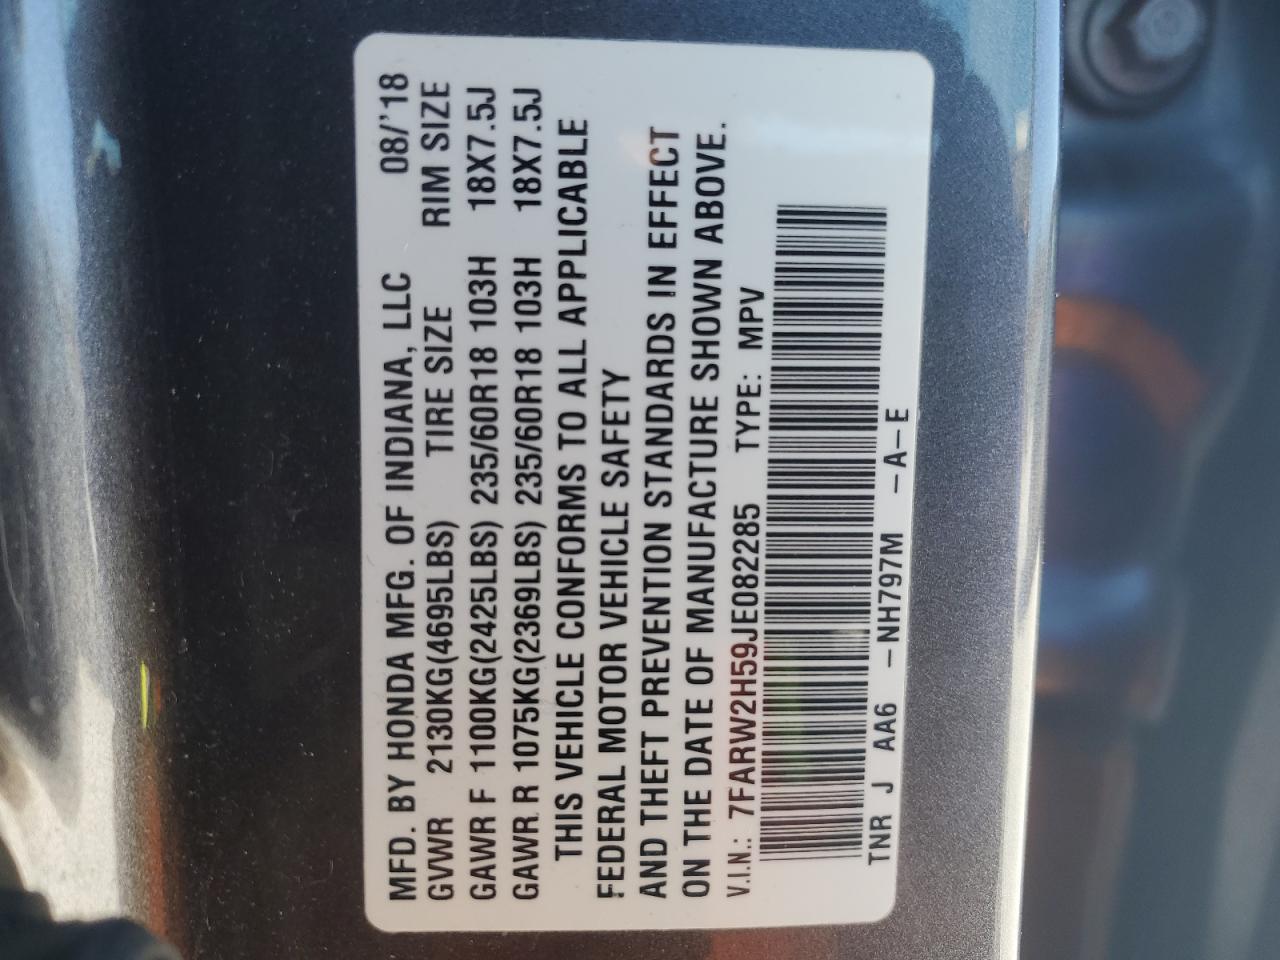 MFD. BY HONDA MFG. OF INDIANA, LLC 08/'18
GVWR 2130KG(4695LBS) TIRE SIZE RIM SIZE
GAWR F 1100KG(2425LBS) 235/60R18 103H 18X7.5J
GAWR R 1075KG(2369LBS) 235/60R18 103H 18X7.5J
THIS VEHICLE CONFORMS TO ALL APPLICABLE
FEDERAL MOTOR VEHICLE SAFETY
AND THEFT PREVENTION STANDARDS IN EFFECT
ON THE DATE OF MANUFACTURE SHOWN ABOVE.
V.I.N.: 7FARW2H59JE082285 TYPE: MPV
TNR J AA6 -NH797M -A-E